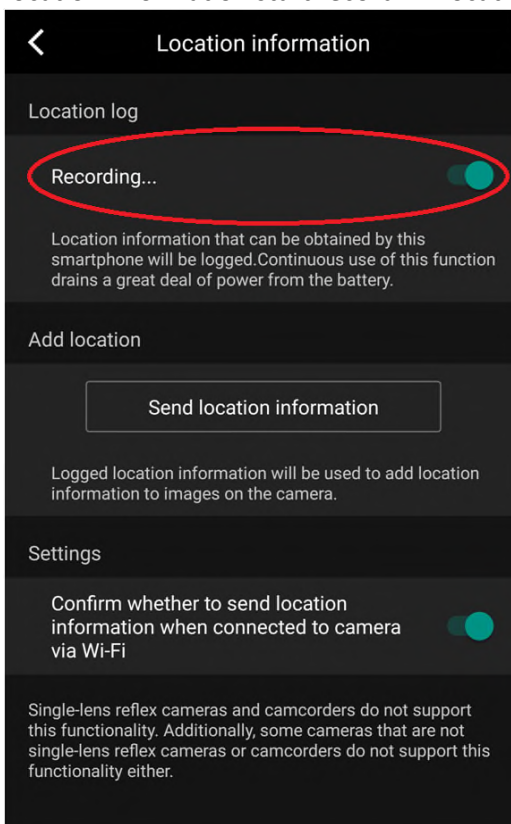 Location information
Location log
Recording...
Location information that can be obtained by this
smartphone will be logged.Continuous use of this function
drains a great deal of power from the battery.
Add location
Send location information
Logged location information will be used to add location
information to images on the camera.
Settings
Confirm whether to send location
information when connected to camera
via Wi-Fi
Single-lens reflex cameras and camcorders do not support
this functionality. Additionally, some cameras that are not
single-lens reflex cameras or camcorders do not support this
functionality either.